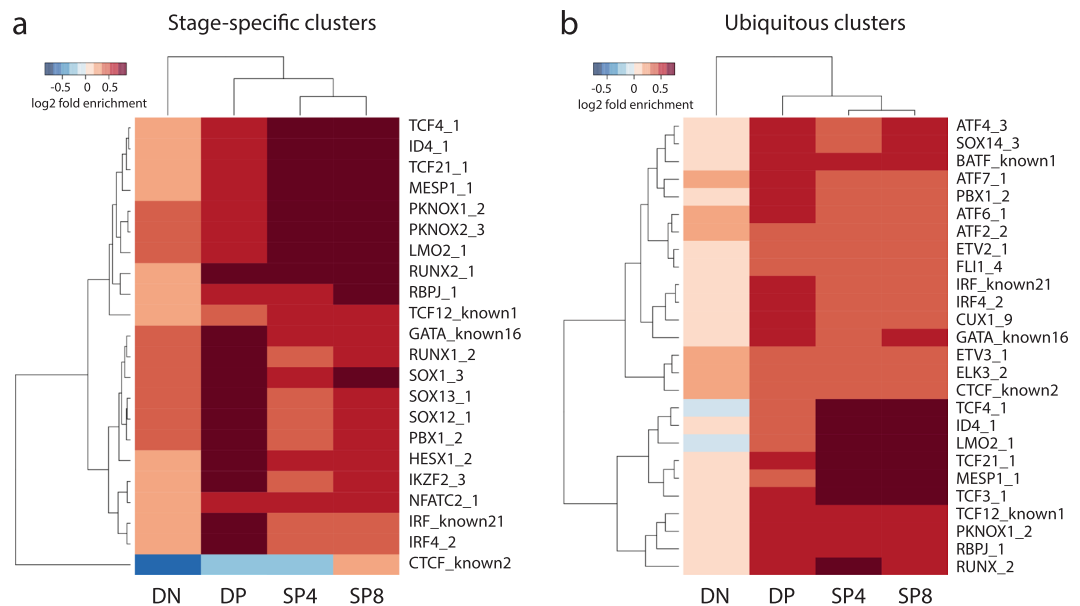 a
Stage-specific clusters
-0.5 0 0.5
log2 fold enrichment
TCF4_1
ID4_1
TCF21_1
MESP1_1
PKNOX1_2
PKNOX2_3
LMO2_1
RUNX2_1
RBPJ_1
TCF12_known1
GATA_known16
RUNX1_2
SOX1_3
SOX13_1
SOX12_1
PBX1_2
HESX1_2
IKZF2_3
NFATC2_1
IRF_known21
IRF4_2
CTCF_known2
DN DP SP4 SP8
b
Ubiquitous clusters
-0.5 0 0.5
log2 fold enrichment
ATF4_3
SOX14_3
BATF_known1
ATF7_1
PBX1_2
ATF6_1
ATF2_2
ETV2_1
FLI1_4
IRF_known21
IRF4_2
CUX1_9
GATA_known16
ETV3_1
ELK3_2
CTCF_known2
TCF4_1
ID4_1
LMO2_1
TCF21_1
MESP1_1
TCF3_1
TCF12_known1
PKNOX1_2
RBPJ_1
RUNX_2
DN DP SP4 SP8